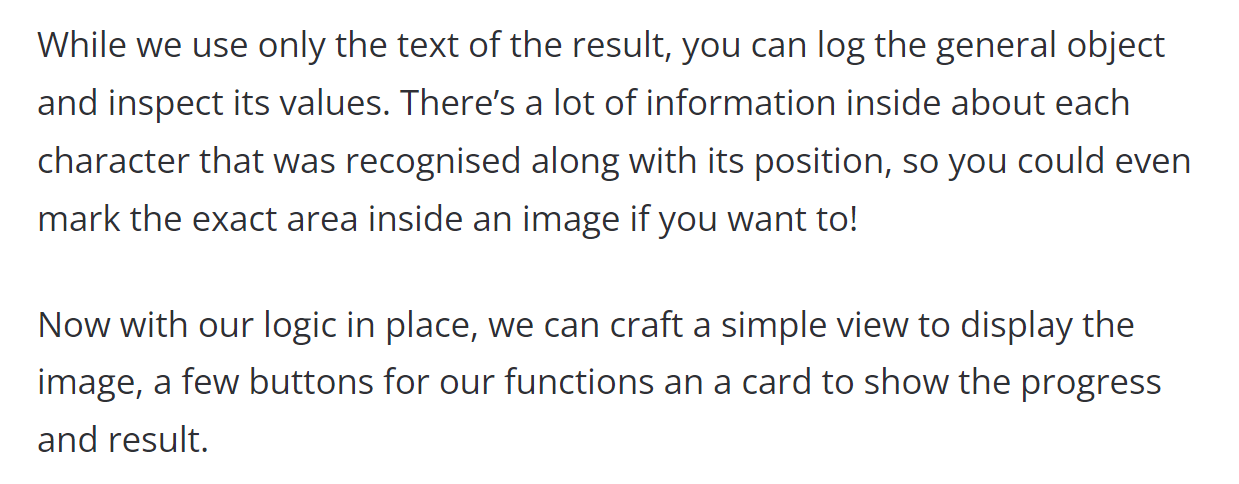 While we use only the text of the result, you can log the general object
and inspect its values. There’s a lot of information inside about each
character that was recognised along with its position, so you could even
mark the exact area inside an image if you want to!
Now with our logic in place, we can craft a simple view to display the
image, a few buttons for our functions an a card to show the progress
and result.